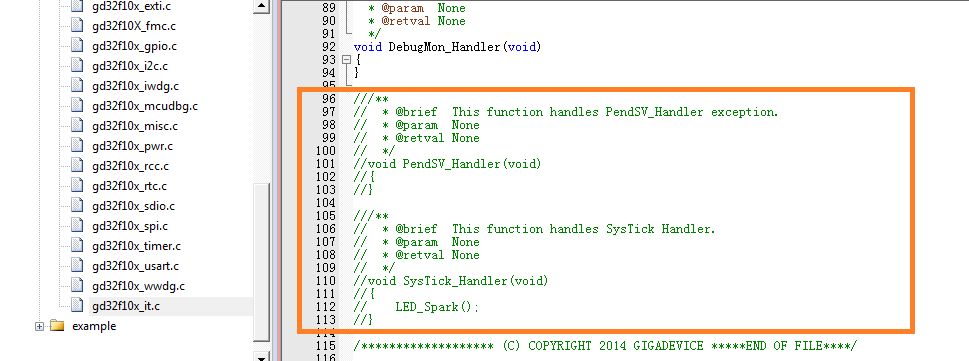 gd32f10x_exti.c
gd32f10X_fmc.c
gd32f10x_gpio.c
gd32f10x_i2c.c
gd32f10x_iwdg.c
gd32f10x_mcudbg.c
gd32f10x_misc.c
gd32f10x_pwr.c
gd32f10x_rcc.c
gd32f10x_rtc.c
gd32f10x_sdio.c
gd32f10x_spi.c
gd32f10x_timer.c
gd32f10x_usart.c
gd32f10x_wwdg.c
gd32f10x_it.c
example
89 * @param None
90 * @retval None
91 */
92 void DebugMon_Handler(void)
93 {
94 }
95
96 ///**
97 // * @brief This function handles PendSV_Handler exception.
98 // * @param None
99 // * @retval None
100 // */
101 //void PendSV_Handler(void)
102 //{
103 //}
104
105 ///**
106 // * @brief This function handles SysTick Handler.
107 // * @param None
108 // * @retval None
109 // */
110 //void SysTick_Handler(void)
111 //{
112 // LED_Spark();
113 //}
114
115 /******************* (C) COPYRIGHT 2014 GIGADEVICE *****END OF FILE****/
116